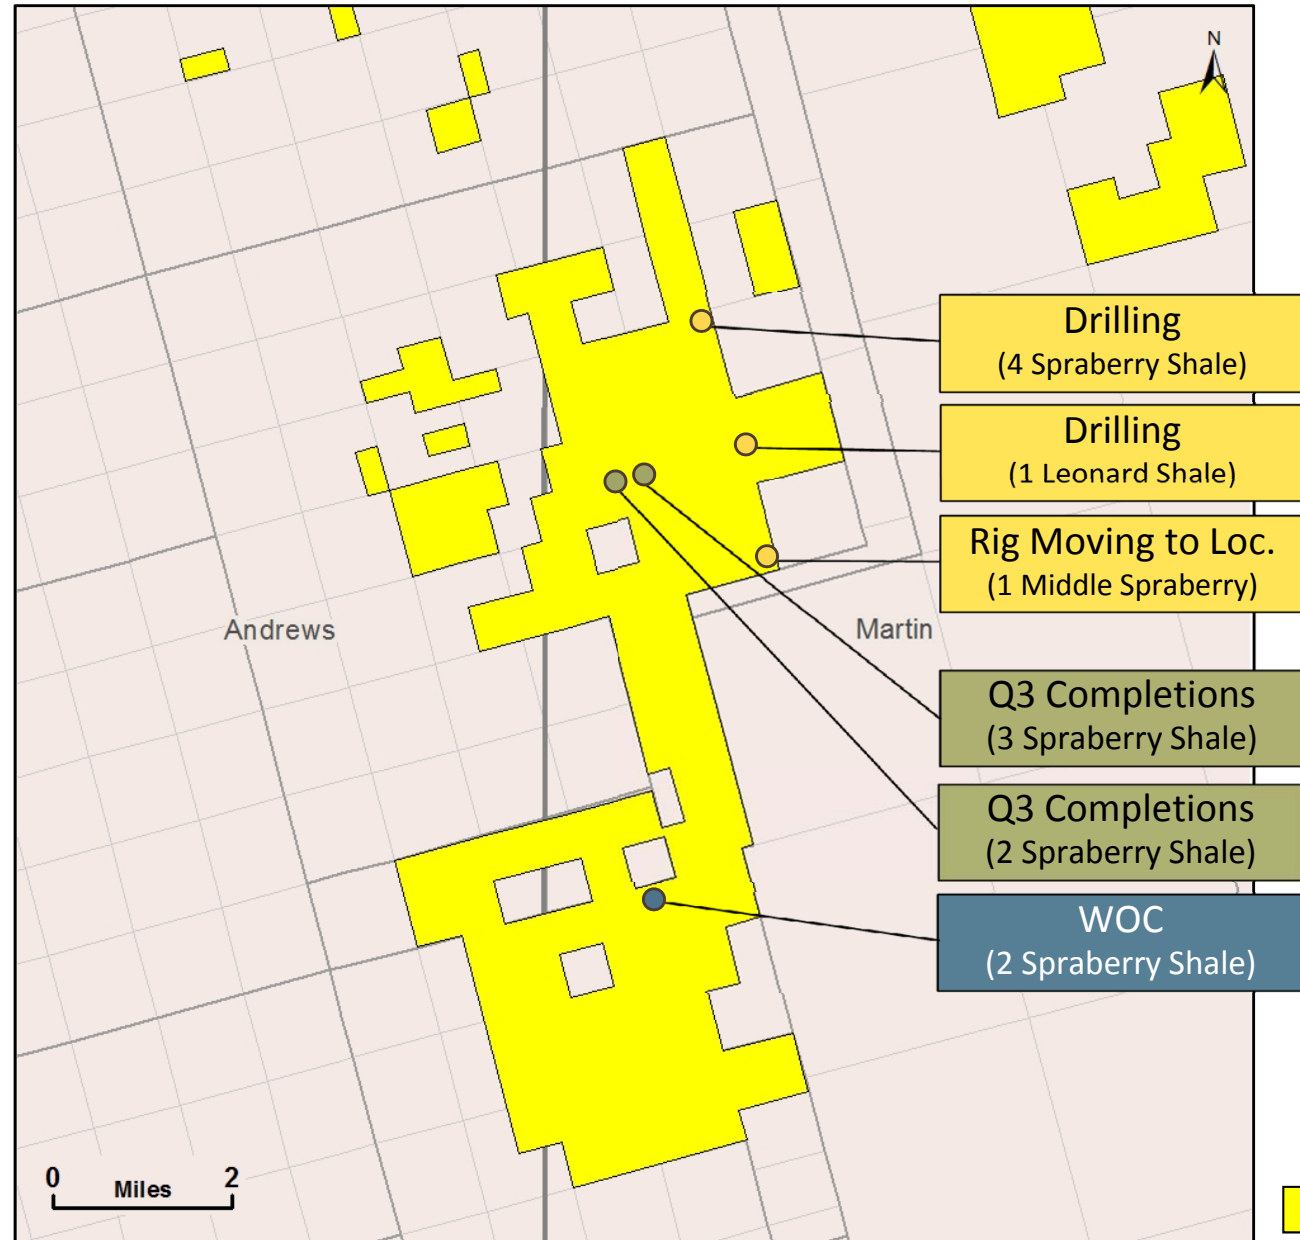 N
Drilling
(4 Spraberry Shale)
Drilling
(1 Leonard Shale)
Rig Moving to Loc.
(1 Middle Spraberry)
Andrews
Martin
Q3 Completions
(3 Spraberry Shale)
Q3 Completions
(2 Spraberry Shale)
WOC
(2 Spraberry Shale)
0 Miles 2